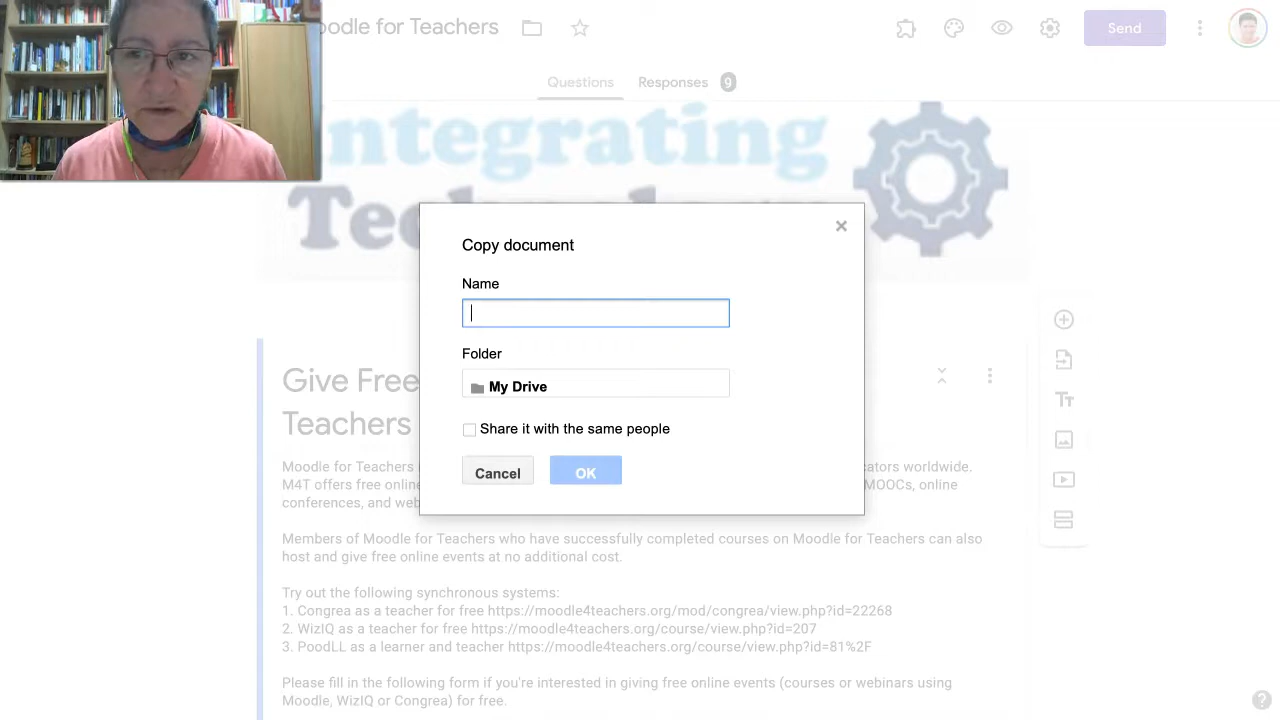 oodle for Teachers
Send
Questions
Responses 9
Integrating
Te
Copy document
Name
Folder
My Drive
Share it with the same people
Cancel
OK
Give Free
Teachers
Moodle for Teachers cators worldwide.
M4T offers free onlin MOOCs, online
conferences, and web
Members of Moodle for Teachers who have successfully completed courses on Moodle for Teachers can also
host and give free online events at no additional cost.
Try out the following synchronous systems:
1. Congrea as a teacher for free https://moodle4teachers.org/mod/congrea/view.php?id=22268
2. WizIQ as a teacher for free https://moodle4teachers.org/course/view.php?id=207
3. PoodLL as a learner and teacher https://moodle4teachers.org/course/view.php?id=81%2F
Please fill in the following form if you're interested in giving free online events (courses or webinars using
Moodle, WizIQ or Congrea) for free.